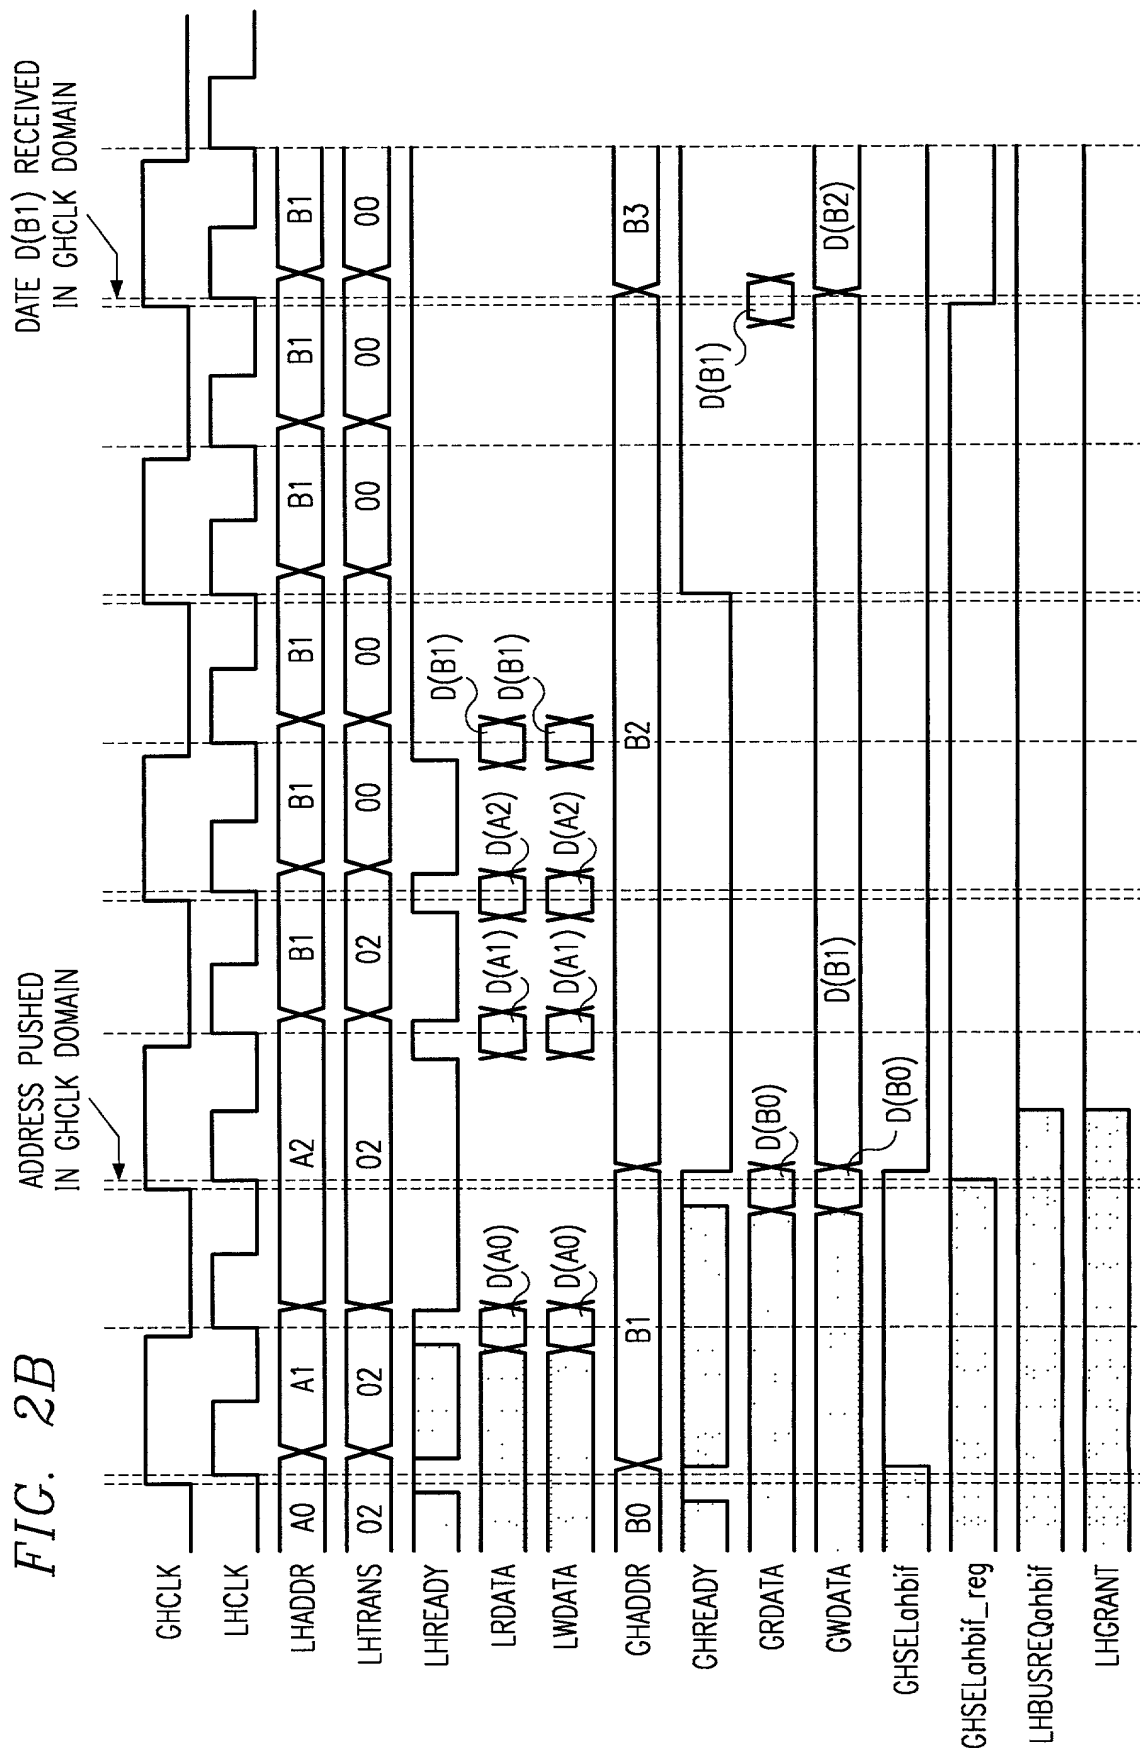 FIG. 2B
ADDRESS PUSHED
IN GHCLK DOMAIN
DATE D(B1) RECEIVED
IN GHCLK DOMAIN
GHCLK
LHCLK
LHADDR A0 A1 A2 B1 B1 B1 B1 B1 B1
LHTRANS 02 02 02 02 00 00 00 00 00
LHREADY
LRDATA D(A0) D(A1) D(A2) D(B1)
LWDATA D(A0) D(A1) D(A2) D(B1)
GHADDR B0 B1 B2 B3
GHREADY
GRDATA D(B0) D(B1)
GWDATA D(B0) D(B1) D(B2)
GHSELahbif
GHSELahbif_reg
LHBUSREQahbif
LHGRANT